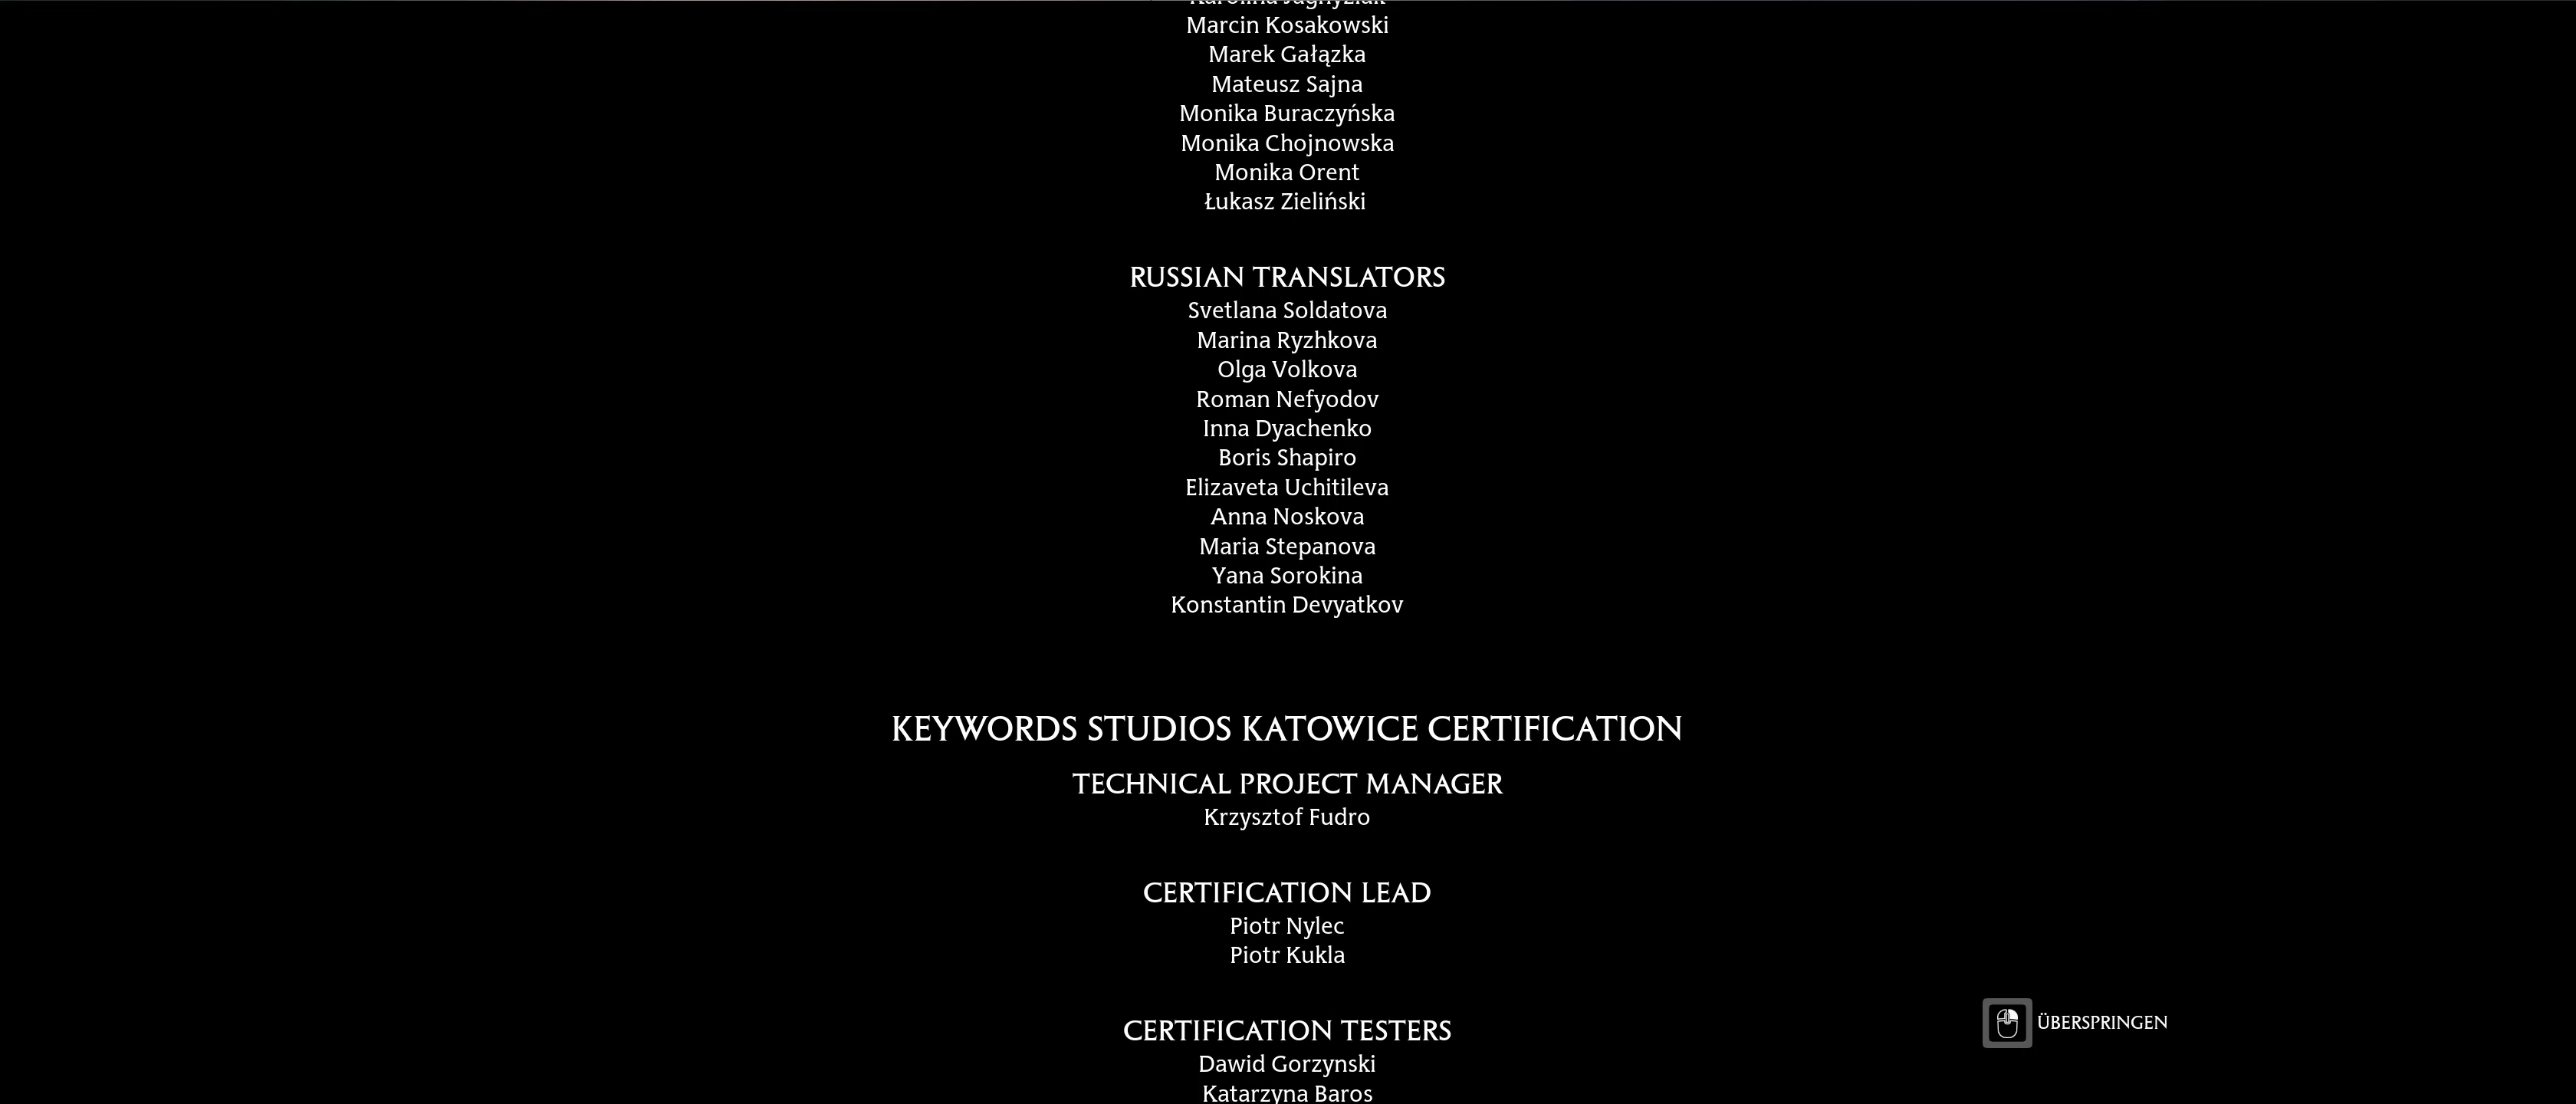 Marcin Kosakowski
Marek Gałązka
Mateusz Sajna
Monika Buraczyńska
Monika Chojnowska
Monika Orent
Łukasz Zieliński
RUSSIAN TRANSLATORS
Svetlana Soldatova
Marina Ryzhkova
Olga Volkova
Roman Nefyodov
Inna Dyachenko
Boris Shapiro
Elizaveta Uchitileva
Anna Noskova
Maria Stepanova
Yana Sorokina
Konstantin Devyatkov
KEYWORDS STUDIOS KATOWICE CERTIFICATION
TECHNICAL PROJECT MANAGER
Krzysztof Fudro
CERTIFICATION LEAD
Piotr Nylec
Piotr Kukla
ÜBERSPRINGEN
CERTIFICATION TESTERS
Dawid Gorzynski
Katarzyna Baros